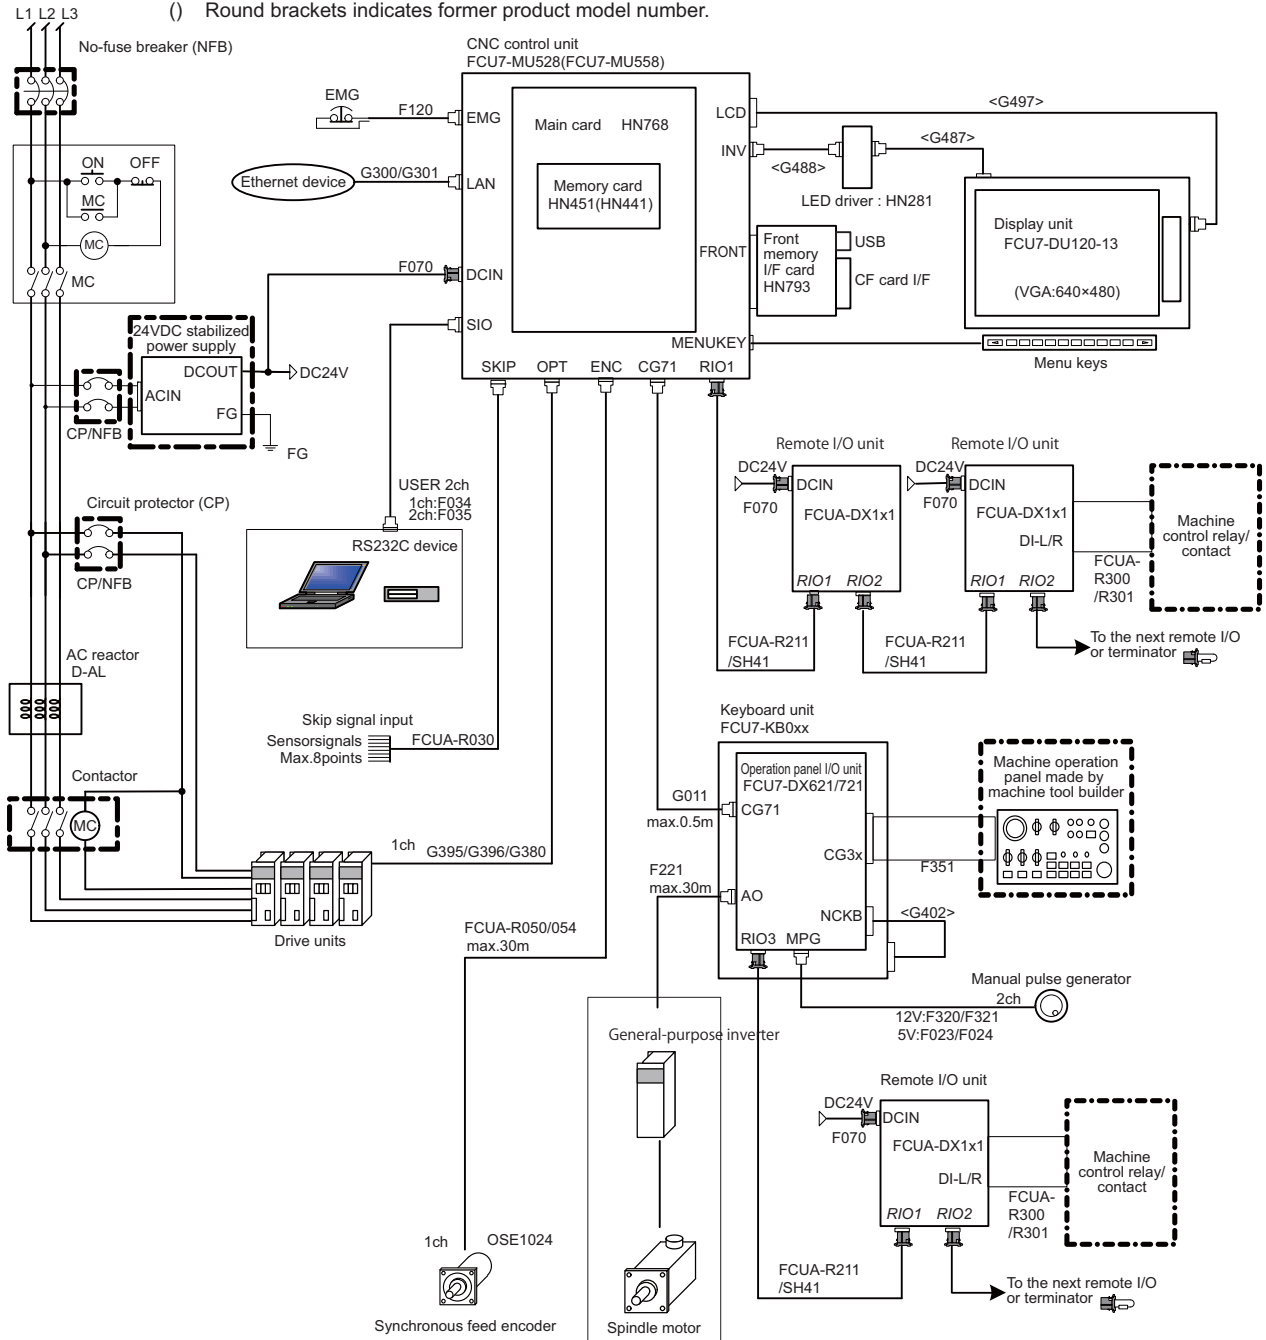 () Round brackets indicates former product model number.
L1 L2 L3
No-fuse breaker (NFB)
CNC control unit
FCU7-MU528(FCU7-MU558)
EMG
F120
EMG
Main card HN768
LCD
<G497>
INV
<G488>
<G487>
LED driver : HN281
ON
OFF
MC
MC
MC
Ethernet device
G300/G301
LAN
Memory card
HN451(HN441)
Display unit
FCU7-DU120-13
(VGA:640×480)
FRONT
Front
memory
I/F card
HN793
USB
CF card I/F
F070
DCIN
SIO
MENUKEY
Menu keys
SKIP
OPT
ENC
CG71
RIO1
24VDC stabilized
power supply
DCOUT
DC24V
ACIN
FG
FG
CP/NFB
USER 2ch
1ch:F034
2ch:F035
RS232C device
Circuit protector (CP)
CP/NFB
Remote I/O unit
DC24V
F070
DCIN
FCUA-DX1x1
RIO1 RIO2
Remote I/O unit
DC24V
F070
DCIN
FCUA-DX1x1
DI-L/R
RIO1 RIO2
Machine
control relay/
contact
FCUA-
R300
/R301
FCUA-R211
/SH41
FCUA-R211
/SH41
To the next remote I/O
or terminator
AC reactor
D-AL
Skip signal input
Sensorsignals
Max.8points
FCUA-R030
Contactor
MC
Keyboard unit
FCU7-KB0xx
Operation panel I/O unit
FCU7-DX621/721
G011
max.0.5m
CG71
CG3x
F351
Machine operation
panel made by
machine tool builder
1ch
G395/G396/G380
Drive units
F221
max.30m
AO
NCKB
<G402>
RIO3 MPG
FCUA-R050/054
max.30m
Manual pulse generator
2ch
12V:F320/F321
5V:F023/F024
General-purpose inverter
Remote I/O unit
DC24V
F070
DCIN
FCUA-DX1x1
DI-L/R
RIO1 RIO2
Machine
control relay/
contact
FCUA-
R300
/R301
FCUA-R211
/SH41
To the next remote I/O
or terminator
1ch
OSE1024
Synchronous feed encoder
Spindle motor